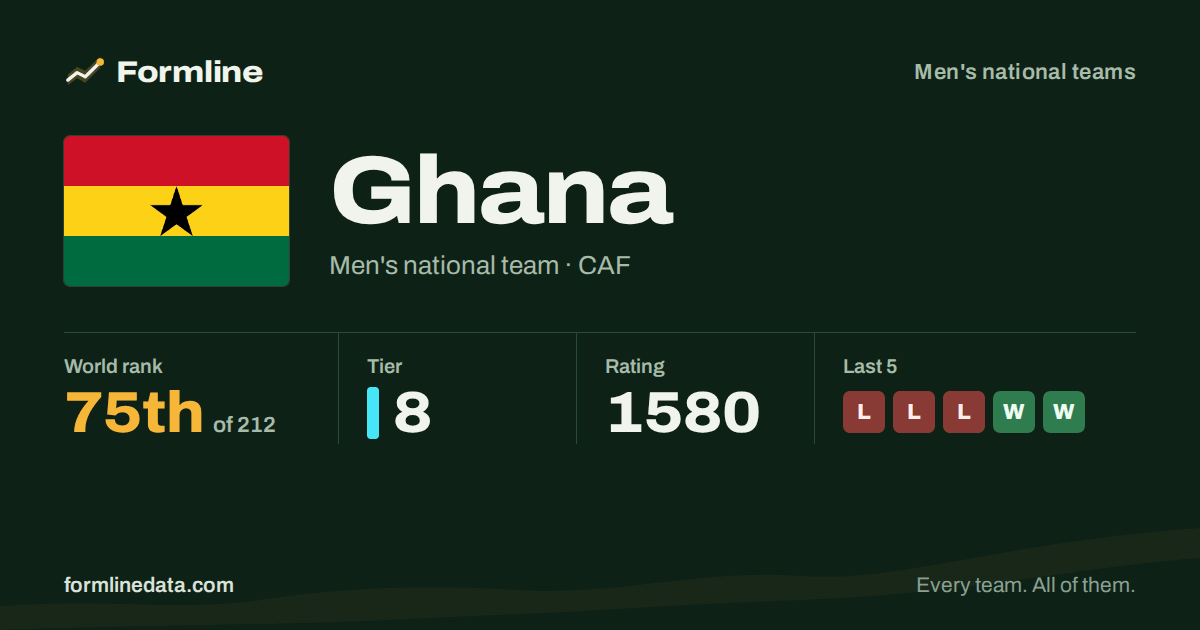 Formline
Men's national teams
Ghana
Men's national team · CAF
World rank
75th of 212
Tier
8
Rating
1580
Last 5
L L L W W
formlinedata.com
Every team. All of them.